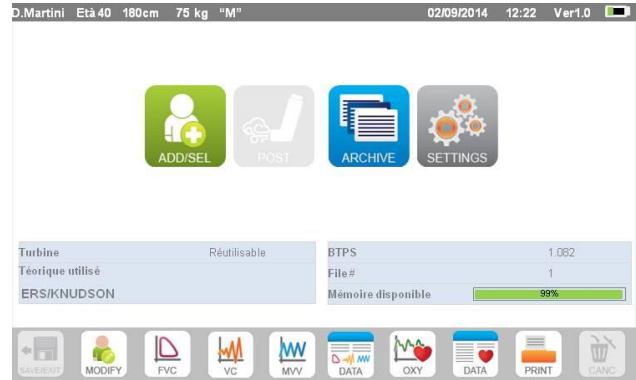 D.Martini Età 40 180cm 75 kg “M” 02/09/2014 12:22 Ver1.0
ADD/SEL POST ARCHIVE SETTINGS
Turbine Réutilisable BTPS 1.082
Téorique utilisé File# 1
ERS/KNUDSON Mémoire disponible 99%
SAVE/EXIT MODIFY FVC VC MVV DATA OXY DATA PRINT CANC